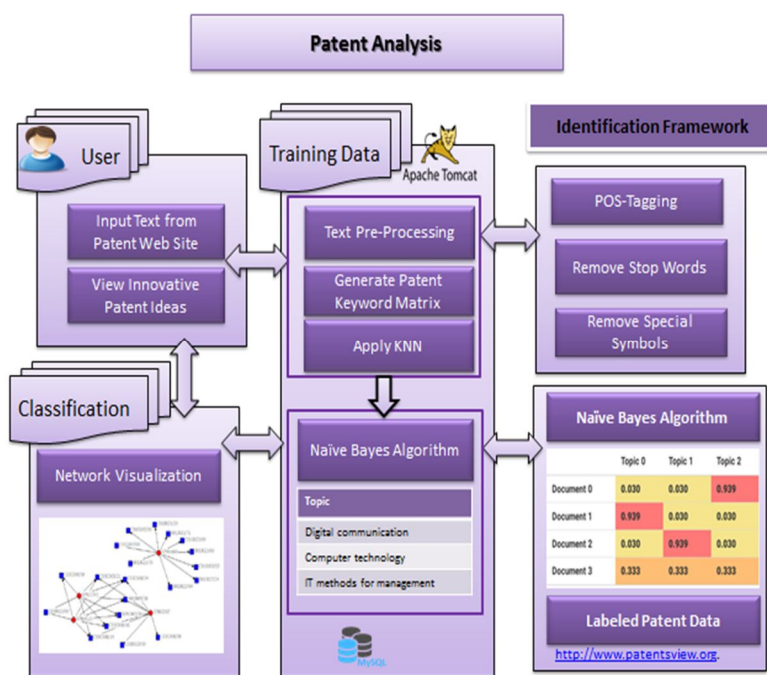 Patent Analysis
User
Input Text from
Patent Web Site
View Innovative
Patent Ideas
Training Data
Apache Tomcat
Text Pre-Processing
Generate Patent
Keyword Matrix
Apply KNN
Identification Framework
POS-Tagging
Remove Stop Words
Remove Special
Symbols
Classification
Network Visualization
Naïve Bayes Algorithm
Topic
Digital communication
Computer technology
IT methods for management
MySQL
Naïve Bayes Algorithm
Topic 0 Topic 1 Topic 2
Document 0 0.030 0.030 0.939
Document 1 0.939 0.030 0.030
Document 2 0.030 0.939 0.030
Document 3 0.333 0.333 0.333
Labeled Patent Data
http://www.patentsview.org.